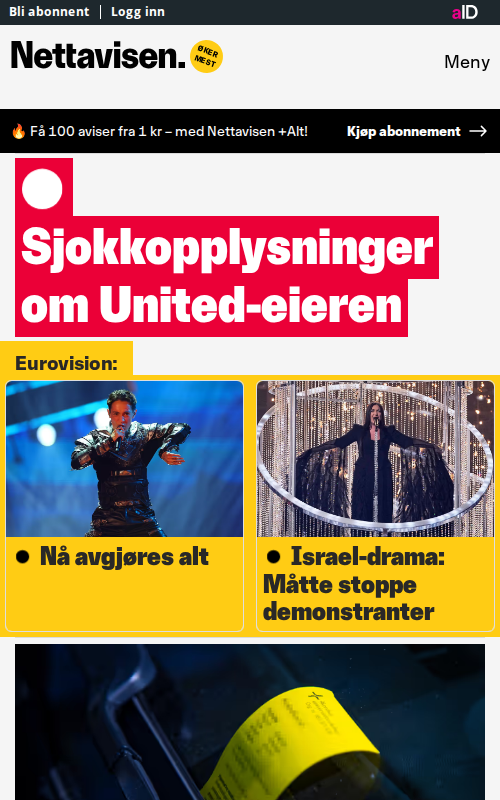 Bli abonnent | Logg inn
aID
Nettavisen.
ØKER
MEST
Meny
🔥 Få 100 aviser fra 1 kr – med Nettavisen +Alt!
Kjøp abonnement →
Sjokkopplysninger
om United-eieren
Eurovision:
● Nå avgjøres alt
● Israel-drama:
Måtte stoppe
demonstranter